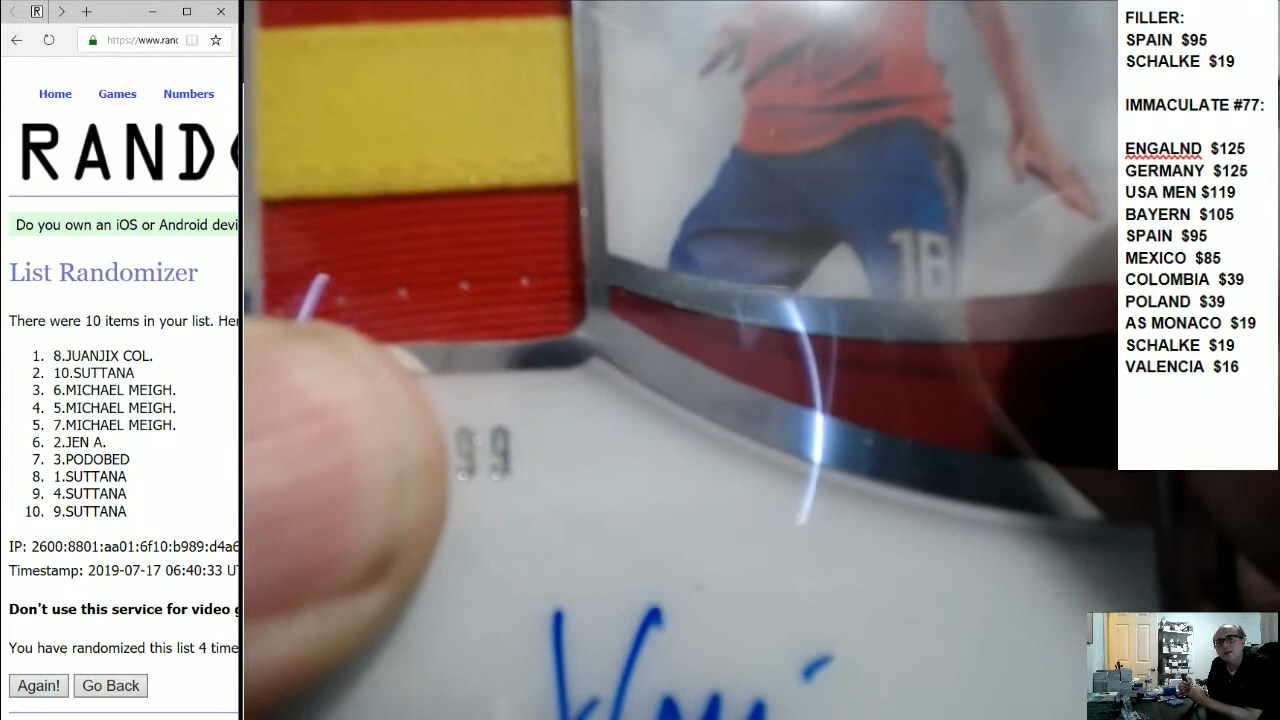 https://www.ranc
Home Games Numbers
RAND
Do you own an iOS or Android devi
List Randomizer
There were 10 items in your list. Her
1. 8.JUANJIX COL.
2. 10.SUTTANA
3. 6.MICHAEL MEIGH.
4. 5.MICHAEL MEIGH.
5. 7.MICHAEL MEIGH.
6. 2.JEN A.
7. 3.PODOBED
8. 1.SUTTANA
9. 4.SUTTANA
10. 9.SUTTANA
IP: 2600:8801:aa01:6f10:b989:d4a6
Timestamp: 2019-07-17 06:40:33 U
Don't use this service for video g
You have randomized this list 4 time
Again! Go Back
18
99
FILLER:
SPAIN $95
SCHALKE $19
IMMACULATE #77:
ENGALND $125
GERMANY $125
USA MEN $119
BAYERN $105
SPAIN $95
MEXICO $85
COLOMBIA $39
POLAND $39
AS MONACO $19
SCHALKE $19
VALENCIA $16